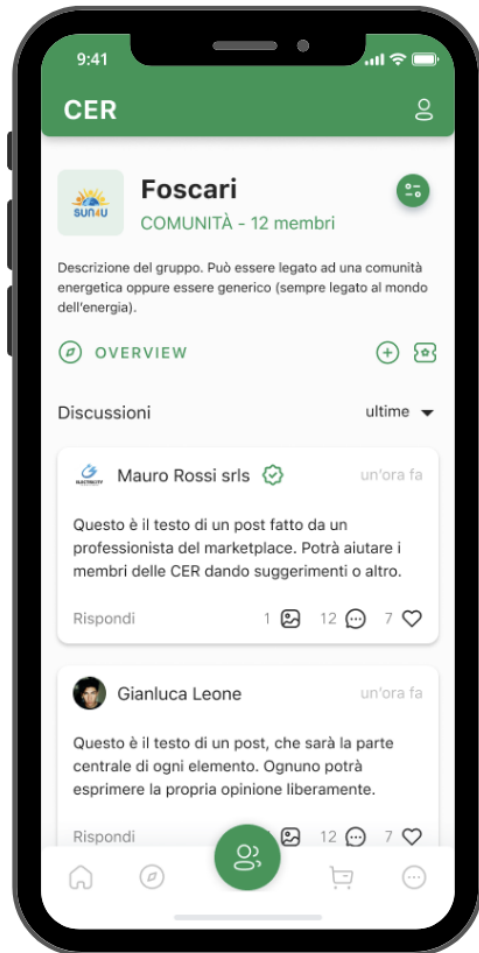 9:41
CER
SUN4U
Foscari
COMUNITÀ - 12 membri
Descrizione del gruppo. Può essere legato ad una comunità
energetica oppure essere generico (sempre legato al mondo
dell'energia).
OVERVIEW
Discussioni
ultime
Mauro Rossi srls
un'ora fa
Questo è il testo di un post fatto da un
professionista del marketplace. Potrà aiutare i
membri delle CER dando suggerimenti o altro.
Rispondi
1
12
7
Gianluca Leone
un'ora fa
Questo è il testo di un post, che sarà la parte
centrale di ogni elemento. Ognuno potrà
esprimere la propria opinione liberamente.
Rispondi
12
7